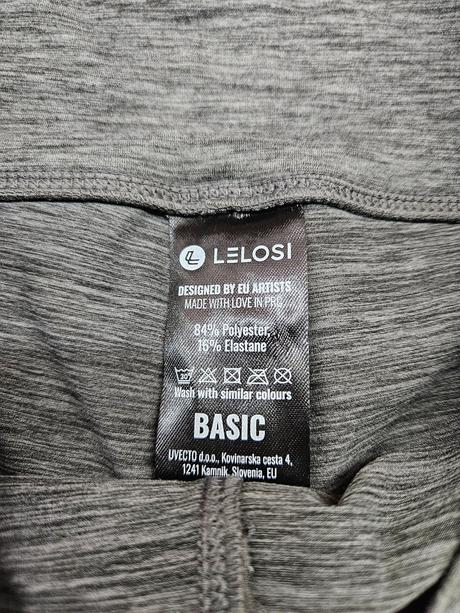 LELOSI
DESIGNED BY EU ARTISTS
MADE WITH LOVE IN PRC
84% Polyester,
16% Elastane
30°
Wash with similar colours
BASIC
UVECTO d.o.o., Kovinarska cesta 4,
1241 Kamnik, Slovenia, EU